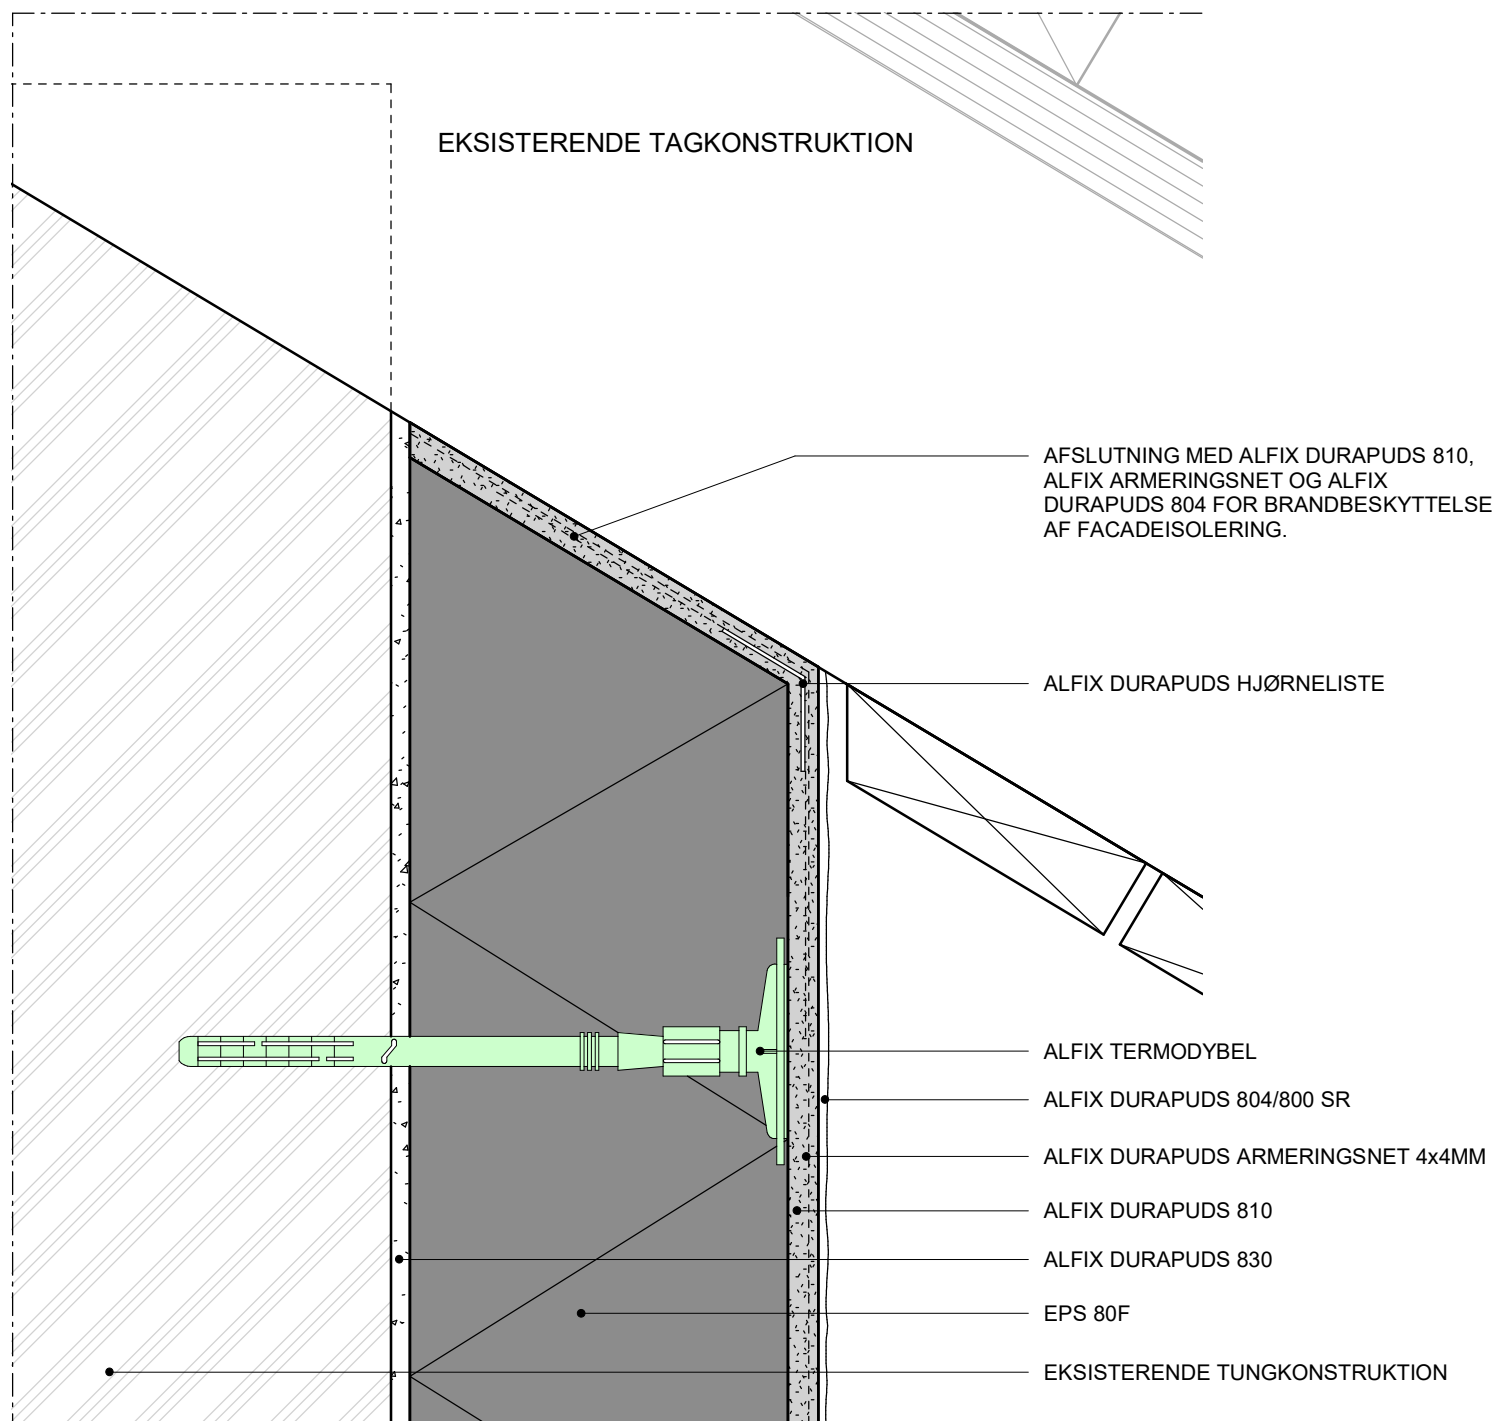 EKSISTERENDE TAGKONSTRUKTION
AFSLUTNING MED ALFIX DURAPUDS 810,
ALFIX ARMERINGSNET OG ALFIX
DURAPUDS 804 FOR BRANDBESKYTTELSE
AF FACADEISOLERING.
ALFIX DURAPUDS HJØRNELISTE
ALFIX TERMODYBEL
ALFIX DURAPUDS 804/800 SR
ALFIX DURAPUDS ARMERINGSNET 4x4MM
ALFIX DURAPUDS 810
ALFIX DURAPUDS 830
EPS 80F
EKSISTERENDE TUNGKONSTRUKTION